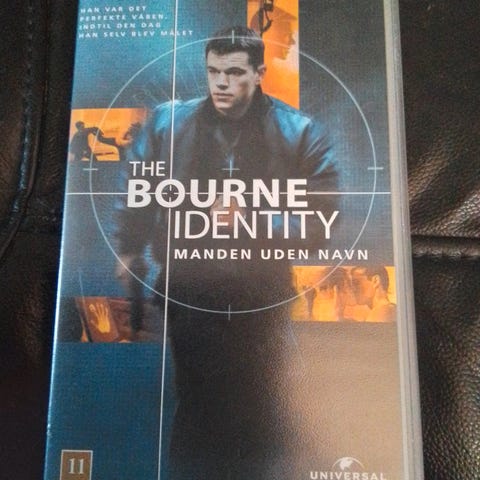 HAN VAR DET
PERFEKTE VÅBEN.
INDTIL DEN DAG
HAN SELV BLEV MÅLET
THE
BOURNE
IDENTITY
MANDEN UDEN NAVN
11
UNIVERSAL